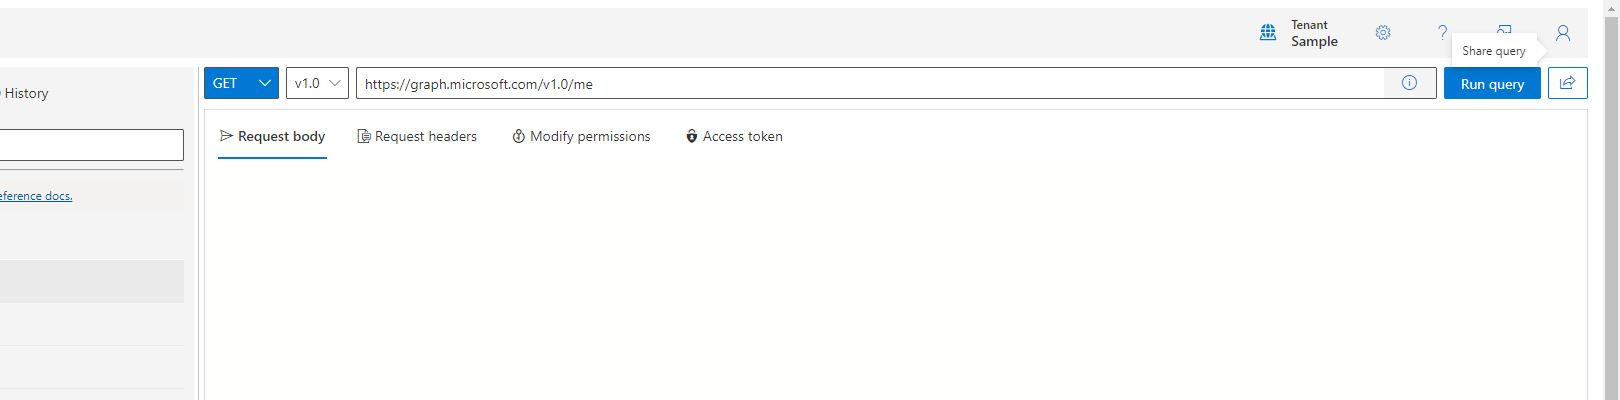 Tenant
Sample
?
Share query
History
GET
v1.0
https://graph.microsoft.com/v1.0/me
Run query
Request body
Request headers
Modify permissions
Access token
docs.